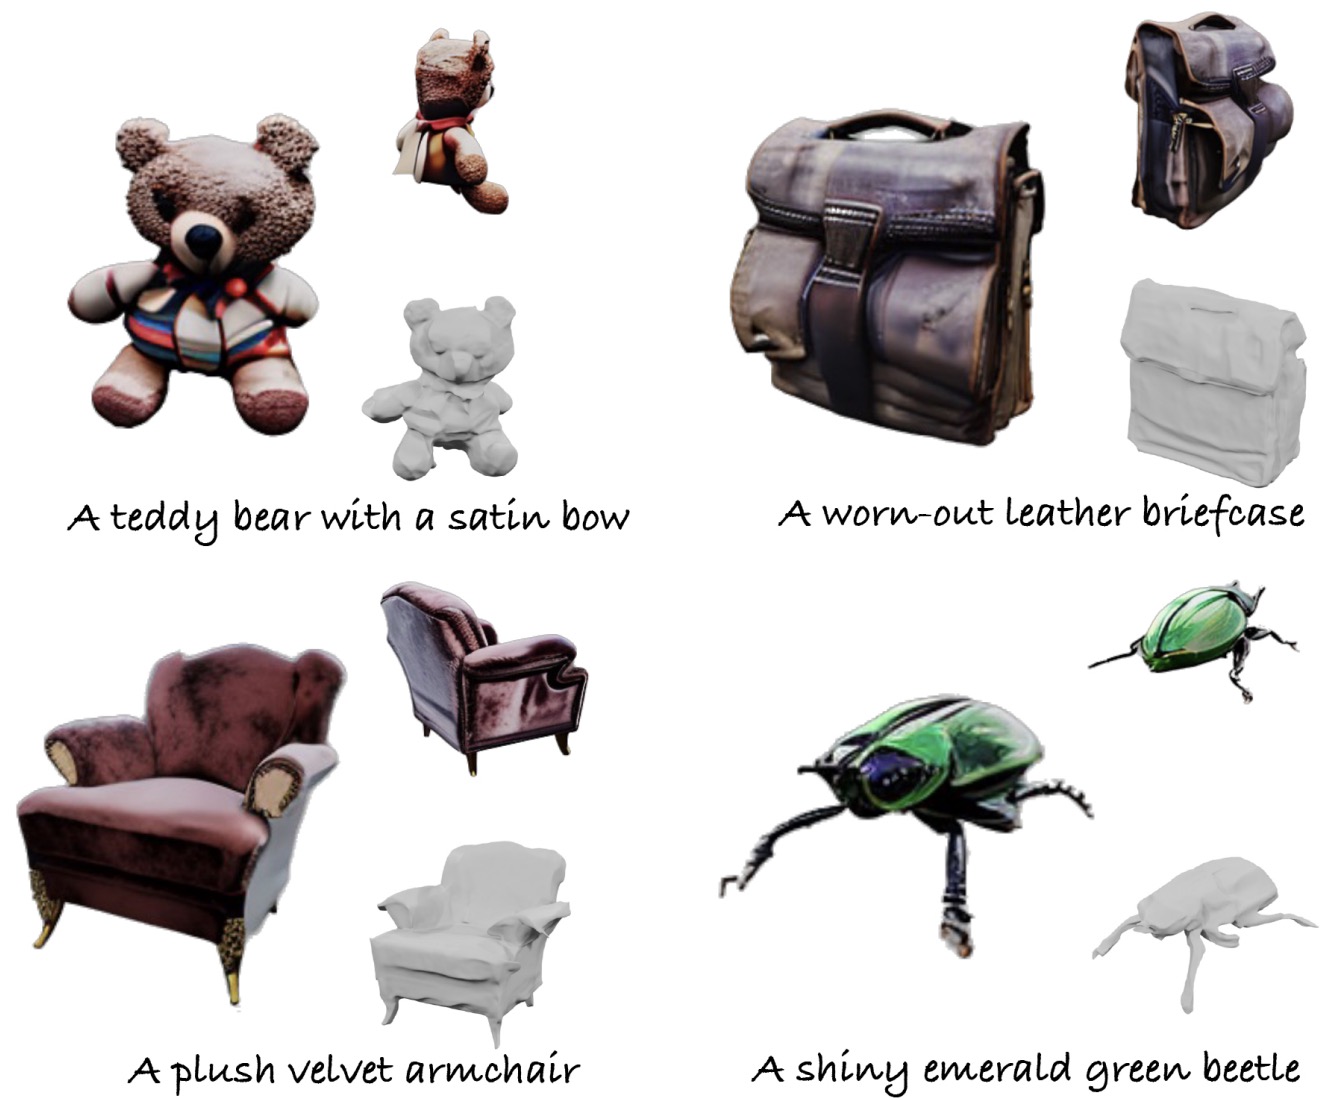 A teddy bear with a satin bow
A worn-out leather briefcase
A plush velvet armchair
A shiny emerald green beetle